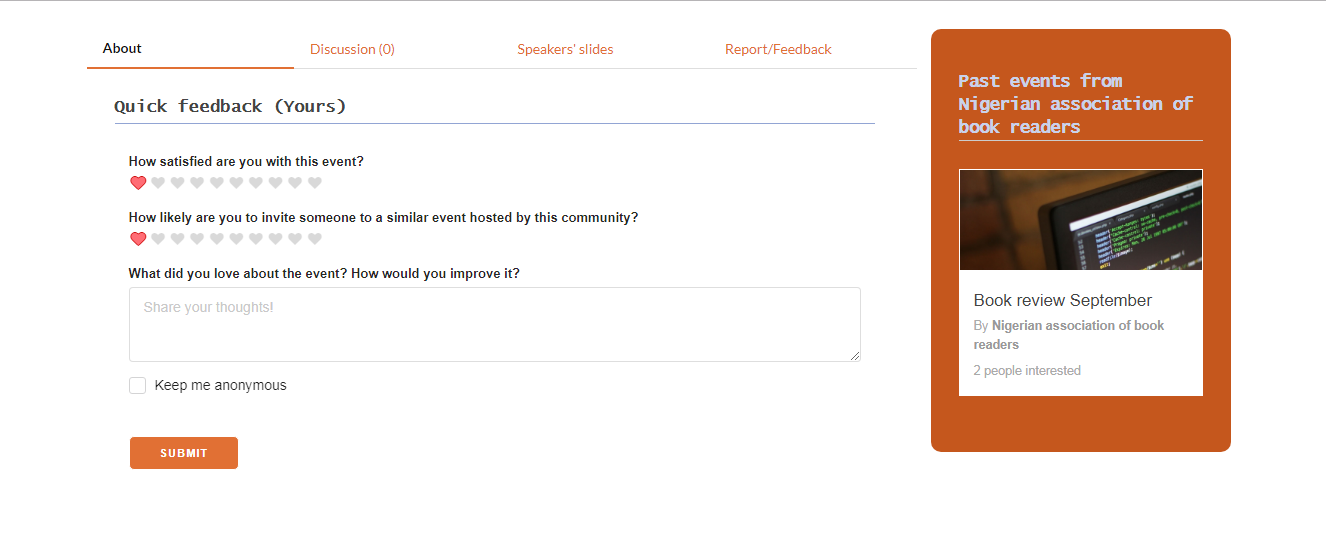 About
Discussion (0)
Speakers' slides
Report/Feedback
Quick feedback (Yours)
How satisfied are you with this event?
How likely are you to invite someone to a similar event hosted by this community?
What did you love about the event? How would you improve it?
Share your thoughts!
Keep me anonymous
SUBMIT
Past events from
Nigerian association of
book readers
Book review September
By Nigerian association of book
readers
2 people interested